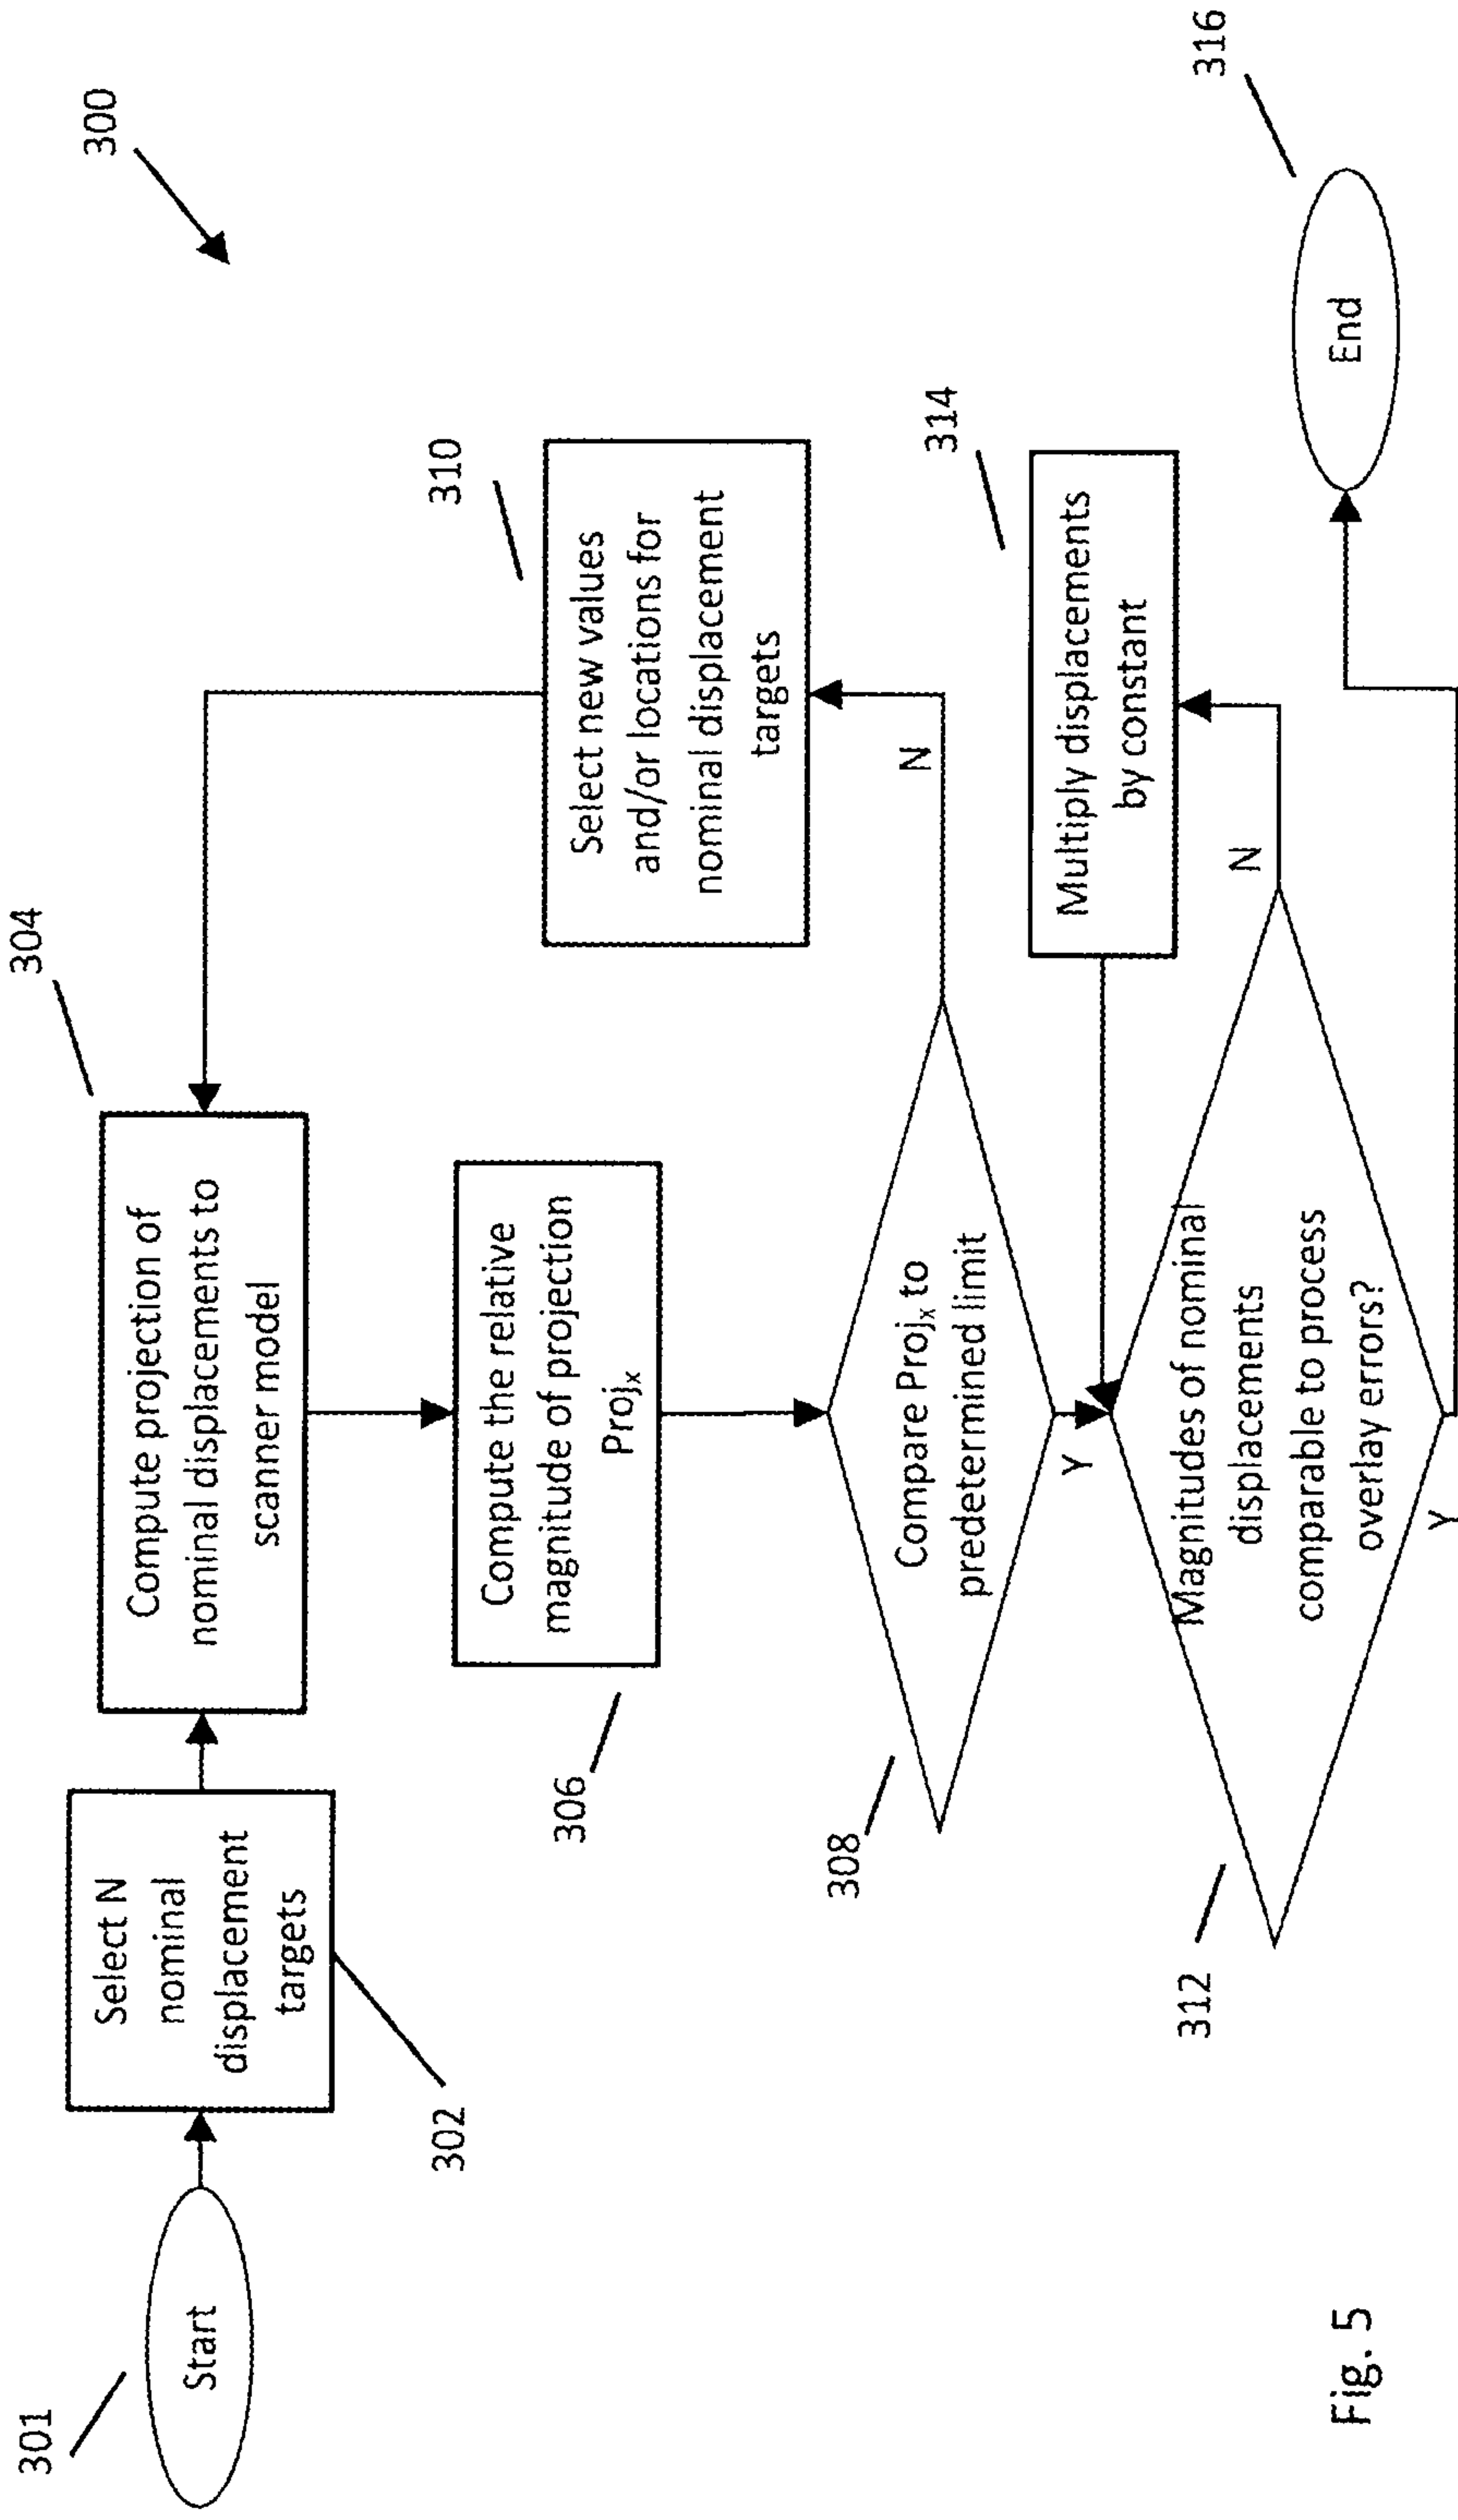 300
301
Start
Select N
nominal
displacement
targets
302
Compute projection of
nominal displacements to
scanner model
304
Compute the relative
magnitude of projection
Projₓ
306
Compare Projₓ to
predetermined limit
308
N
Select new values
and/or locations for
nominal displacement
targets
310
Y
Magnitudes of nominal
displacements
comparable to process
overlay errors?
312
N
Multiply displacements
by constant
314
Y
End
316
Fig. 5